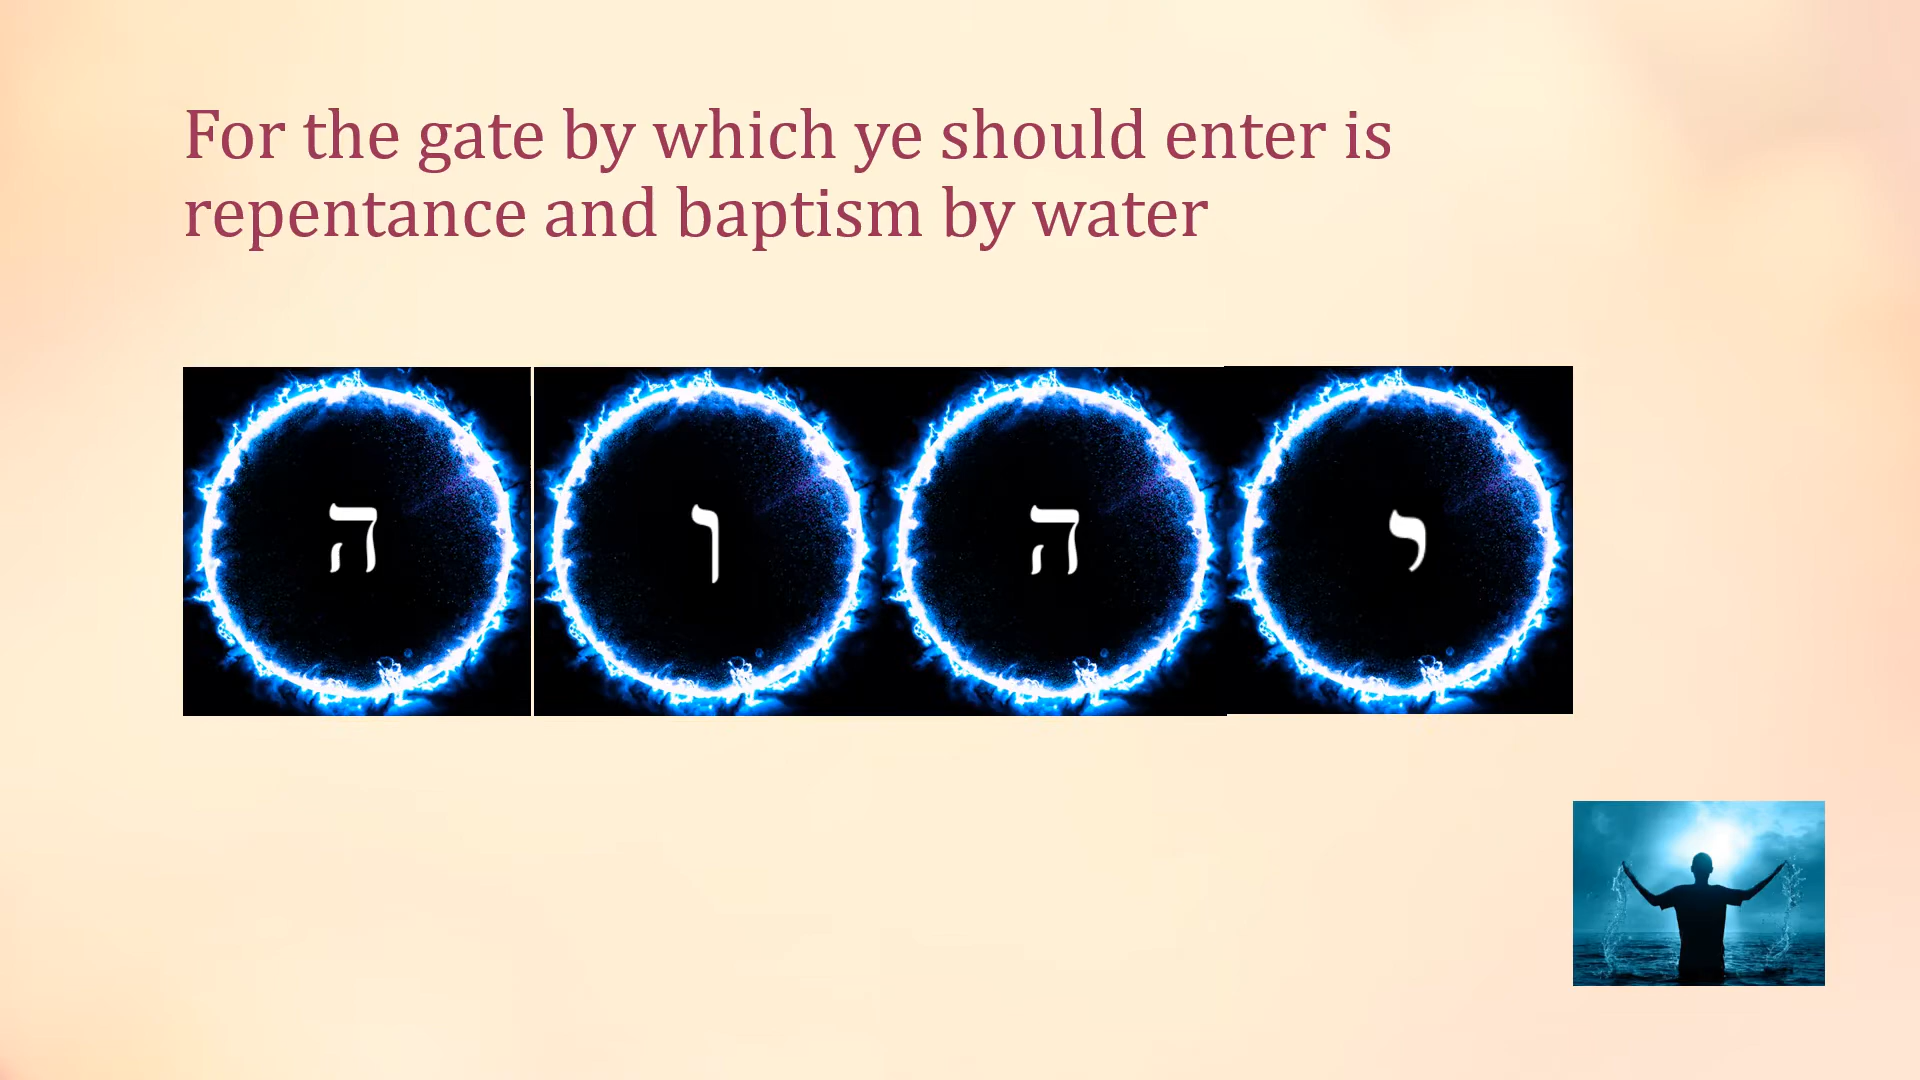 For the gate by which ye should enter is
repentance and baptism by water
יהוה